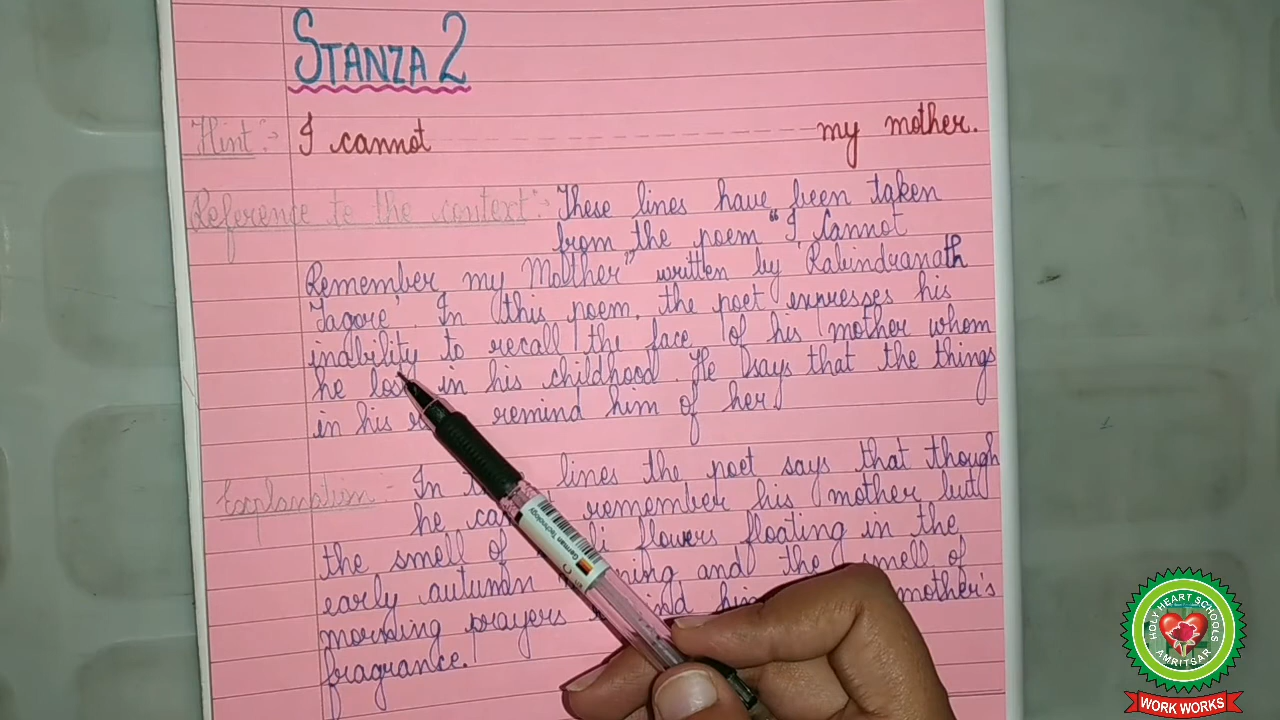 STANZA 2
Hint :- I cannot my mother.
Reference to the context :- These lines have been taken
from the poem "I Cannot
Remember my Mother" written by 'Rabindranath
Tagore'. In this poem, the poet expresses his
inability to recall the face of his mother whom
he lost in his childhood. He says that the things
in his remind him of her.
Explanation :- In lines the poet says that though
he remember his mother but
the smell of flowers floating in the
early autumn and the smell of
morning prayers mother's
fragrance.
German Technology
HOLY HEART SCHOOLS
AMRITSAR
WORK WORKS